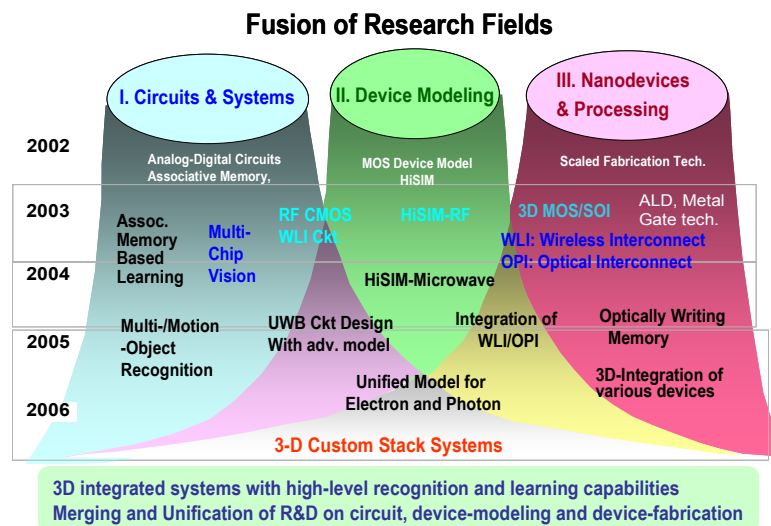 Fusion of Research Fields
I. Circuits & Systems
II. Device Modeling
III. Nanodevices
& Processing
2002
Analog-Digital Circuits
Associative Memory,
MOS Device Model
HiSIM
Scaled Fabrication Tech.
2003
Assoc.
Memory
Based
Learning
Multi-
Chip
Vision
RF CMOS
WLI Ckt.
HiSIM-RF
3D MOS/SOI
ALD, Metal
Gate tech.
WLI: Wireless Interconnect
OPI: Optical Interconnect
2004
HiSIM-Microwave
2005
Multi-/Motion
-Object
Recognition
UWB Ckt Design
With adv. model
Integration of
WLI/OPI
Optically Writing
Memory
Unified Model for
Electron and Photon
3D-Integration of
various devices
2006
3-D Custom Stack Systems
3D integrated systems with high-level recognition and learning capabilities
Merging and Unification of R&D on circuit, device-modeling and device-fabrication